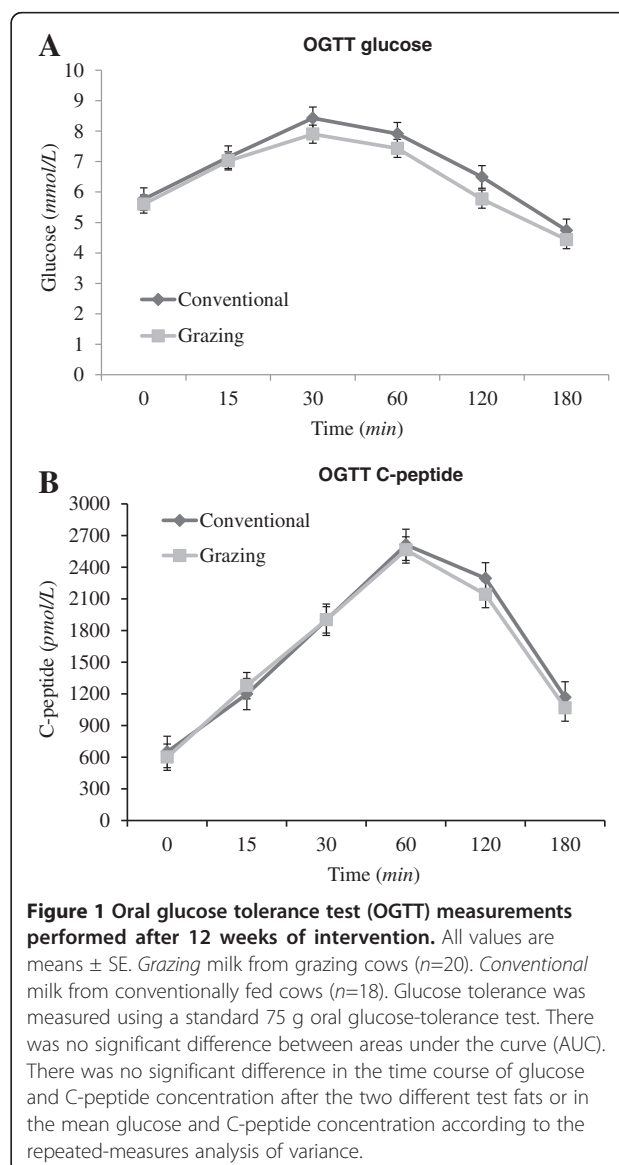 A
OGTT glucose
10
9
8
7
6
5
4
3
2
1
0
Glucose (mmol/L)
Conventional
Grazing
0 15 30 60 120 180
Time (min)
B
OGTT C-peptide
3000
2700
2400
2100
1800
1500
1200
900
600
300
0
C-peptide (pmol/L)
Conventional
Grazing
0 15 30 60 120 180
Time (min)
Figure 1 Oral glucose tolerance test (OGTT) measurements
performed after 12 weeks of intervention. All values are
means ± SE. Grazing milk from grazing cows (n=20). Conventional
milk from conventionally fed cows (n=18). Glucose tolerance was
measured using a standard 75 g oral glucose-tolerance test. There
was no significant difference between areas under the curve (AUC).
There was no significant difference in the time course of glucose
and C-peptide concentration after the two different test fats or in
the mean glucose and C-peptide concentration according to the
repeated-measures analysis of variance.